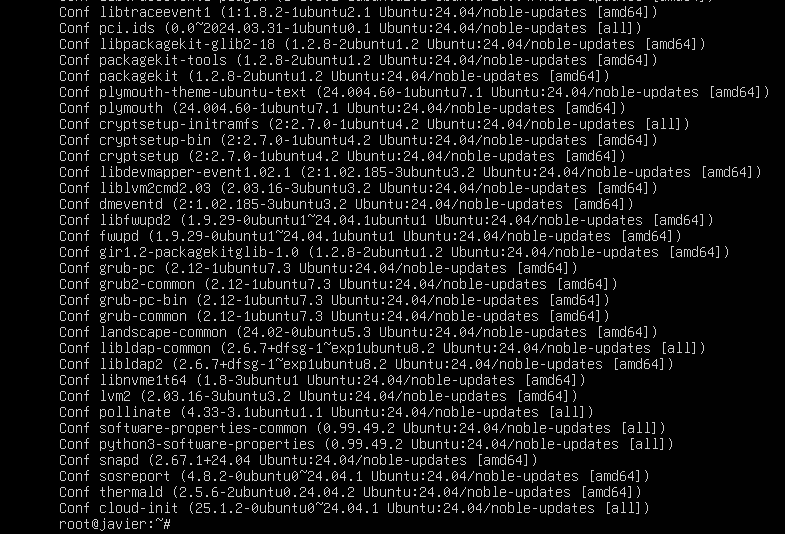 Conf libtraceevent1 (1:1.8.2-1ubuntu2.1 Ubuntu:24.04/noble-updates [amd64])
Conf pci.ids (0.0~2024.03.31-1ubuntu0.1 Ubuntu:24.04/noble-updates [all])
Conf libpackagekit-glib2-18 (1.2.8-2ubuntu1.2 Ubuntu:24.04/noble-updates [amd64])
Conf packagekit-tools (1.2.8-2ubuntu1.2 Ubuntu:24.04/noble-updates [amd64])
Conf packagekit (1.2.8-2ubuntu1.2 Ubuntu:24.04/noble-updates [amd64])
Conf plymouth-theme-ubuntu-text (24.004.60-1ubuntu7.1 Ubuntu:24.04/noble-updates [amd64])
Conf plymouth (24.004.60-1ubuntu7.1 Ubuntu:24.04/noble-updates [amd64])
Conf cryptsetup-initramfs (2:2.7.0-1ubuntu4.2 Ubuntu:24.04/noble-updates [all])
Conf cryptsetup-bin (2:2.7.0-1ubuntu4.2 Ubuntu:24.04/noble-updates [amd64])
Conf cryptsetup (2:2.7.0-1ubuntu4.2 Ubuntu:24.04/noble-updates [amd64])
Conf libdevmapper-event1.02.1 (2:1.02.185-3ubuntu3.2 Ubuntu:24.04/noble-updates [amd64])
Conf liblvm2cmd2.03 (2.03.16-3ubuntu3.2 Ubuntu:24.04/noble-updates [amd64])
Conf dmeventd (2:1.02.185-3ubuntu3.2 Ubuntu:24.04/noble-updates [amd64])
Conf libfwupd2 (1.9.29-0ubuntu1~24.04.1ubuntu1 Ubuntu:24.04/noble-updates [amd64])
Conf fwupd (1.9.29-0ubuntu1~24.04.1ubuntu1 Ubuntu:24.04/noble-updates [amd64])
Conf gir1.2-packagekitglib-1.0 (1.2.8-2ubuntu1.2 Ubuntu:24.04/noble-updates [amd64])
Conf grub-pc (2.12-1ubuntu7.3 Ubuntu:24.04/noble-updates [amd64])
Conf grub2-common (2.12-1ubuntu7.3 Ubuntu:24.04/noble-updates [amd64])
Conf grub-pc-bin (2.12-1ubuntu7.3 Ubuntu:24.04/noble-updates [amd64])
Conf grub-common (2.12-1ubuntu7.3 Ubuntu:24.04/noble-updates [amd64])
Conf landscape-common (24.02-0ubuntu5.3 Ubuntu:24.04/noble-updates [amd64])
Conf libldap-common (2.6.7+dfsg-1~exp1ubuntu8.2 Ubuntu:24.04/noble-updates [all])
Conf libldap2 (2.6.7+dfsg-1~exp1ubuntu8.2 Ubuntu:24.04/noble-updates [amd64])
Conf libnvme1t64 (1.8-3ubuntu1 Ubuntu:24.04/noble-updates [amd64])
Conf lvm2 (2.03.16-3ubuntu3.2 Ubuntu:24.04/noble-updates [amd64])
Conf pollinate (4.33-3.1ubuntu1.1 Ubuntu:24.04/noble-updates [all])
Conf software-properties-common (0.99.49.2 Ubuntu:24.04/noble-updates [all])
Conf python3-software-properties (0.99.49.2 Ubuntu:24.04/noble-updates [all])
Conf snapd (2.67.1+24.04 Ubuntu:24.04/noble-updates [amd64])
Conf sosreport (4.8.2-0ubuntu0~24.04.1 Ubuntu:24.04/noble-updates [amd64])
Conf thermald (2.5.6-2ubuntu0.24.04.2 Ubuntu:24.04/noble-updates [amd64])
Conf cloud-init (25.1.2-0ubuntu0~24.04.1 Ubuntu:24.04/noble-updates [all])
root@javier:~#